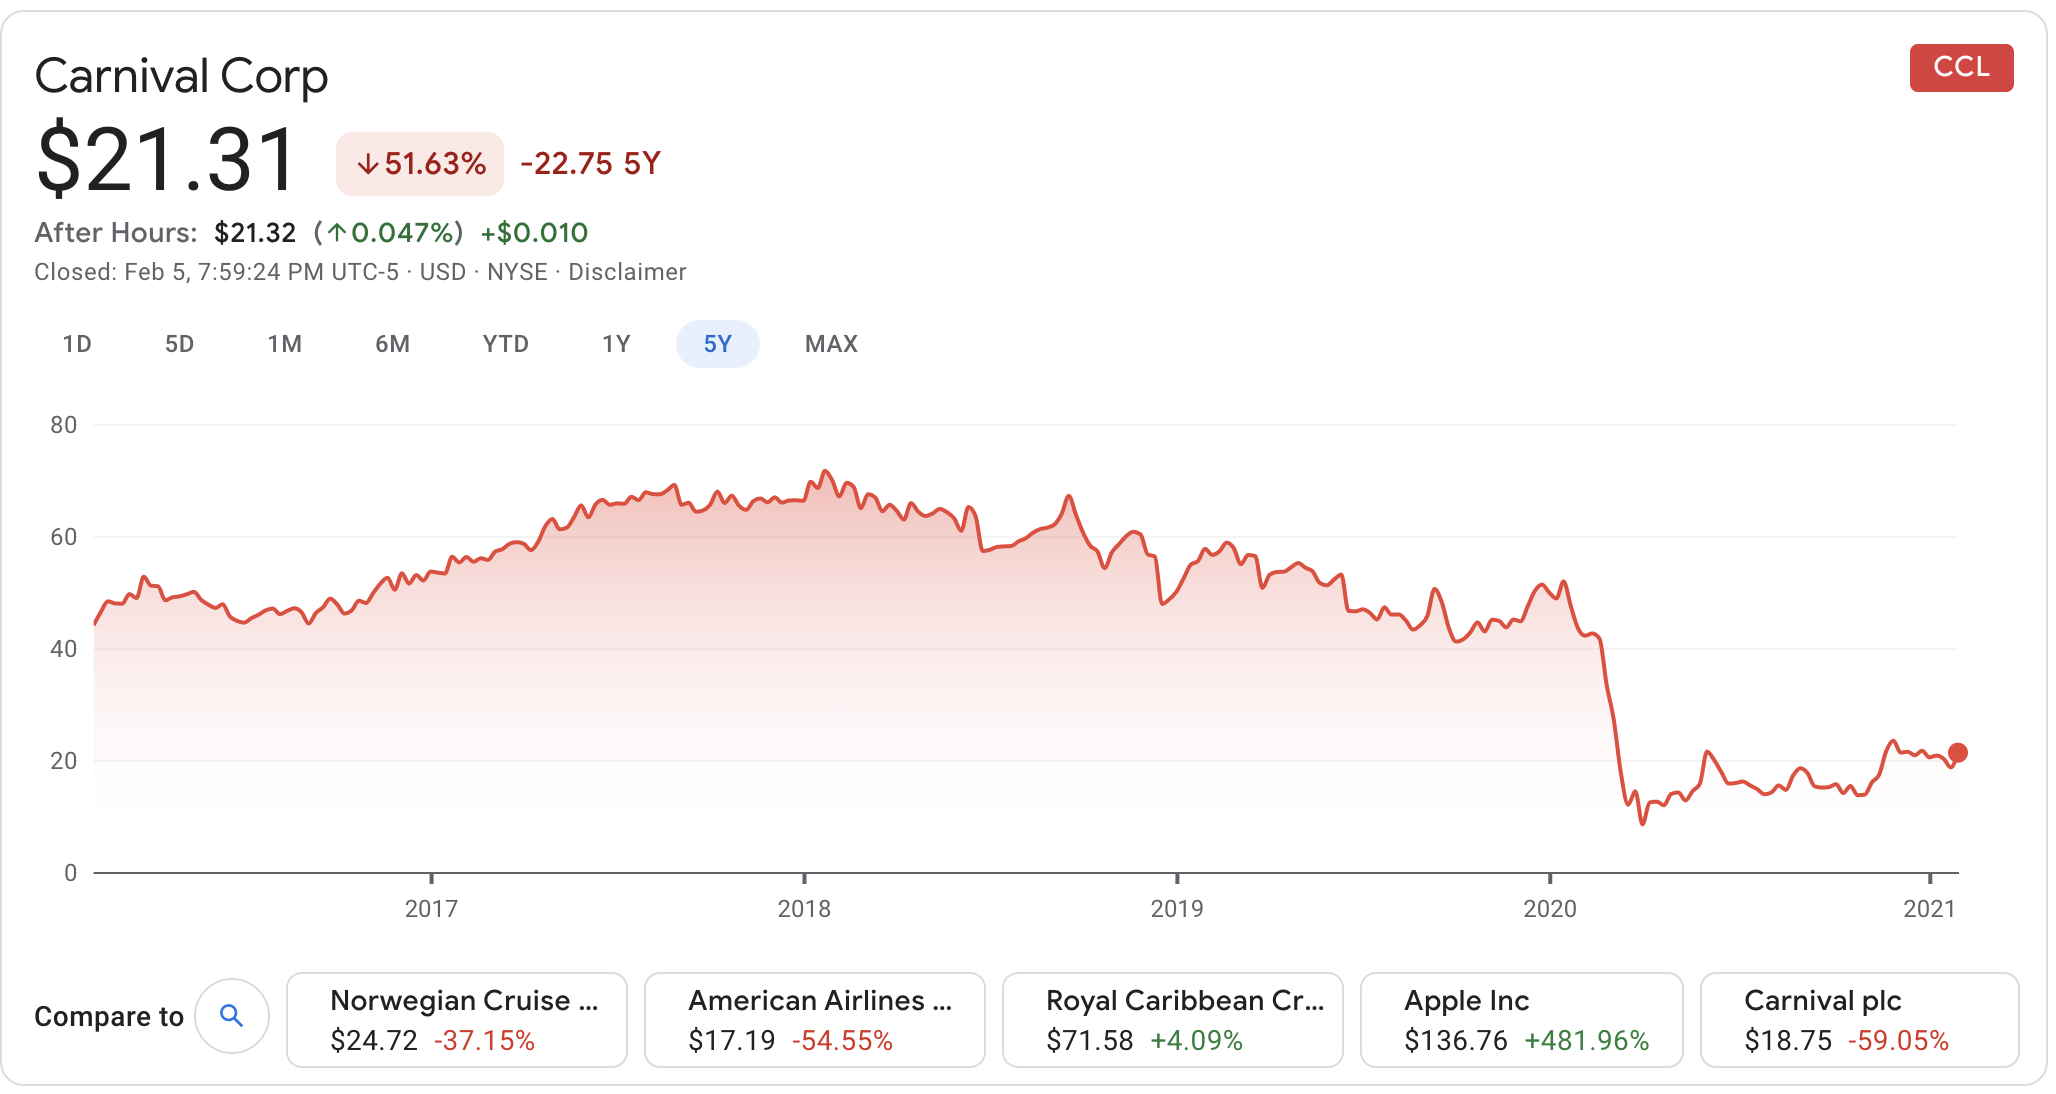 Carnival Corp
CCL
$21.31 ↓51.63% -22.75 5Y
After Hours: $21.32 (↑0.047%) +$0.010
Closed: Feb 5, 7:59:24 PM UTC-5 · USD · NYSE · Disclaimer
1D 5D 1M 6M YTD 1Y 5Y MAX
80
60
40
20
0
2017 2018 2019 2020 2021
Compare to
Norwegian Cruise ...
$24.72 -37.15%
American Airlines ...
$17.19 -54.55%
Royal Caribbean Cr...
$71.58 +4.09%
Apple Inc
$136.76 +481.96%
Carnival plc
$18.75 -59.05%